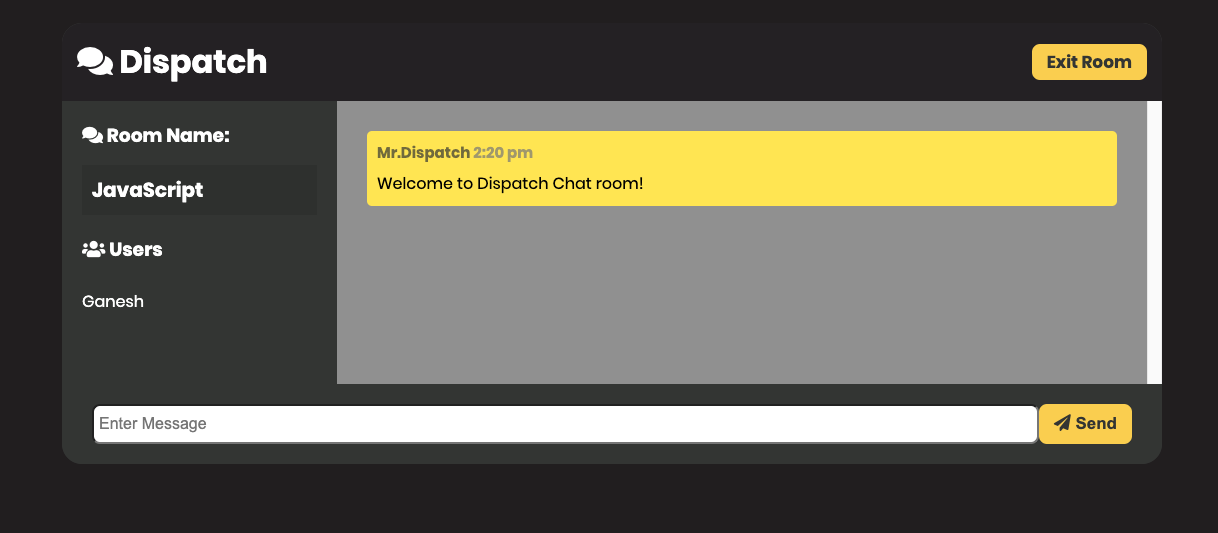 Dispatch
Exit Room
Room Name:
JavaScript
Users
Ganesh
Mr.Dispatch 2:20 pm
Welcome to Dispatch Chat room!
Enter Message
Send